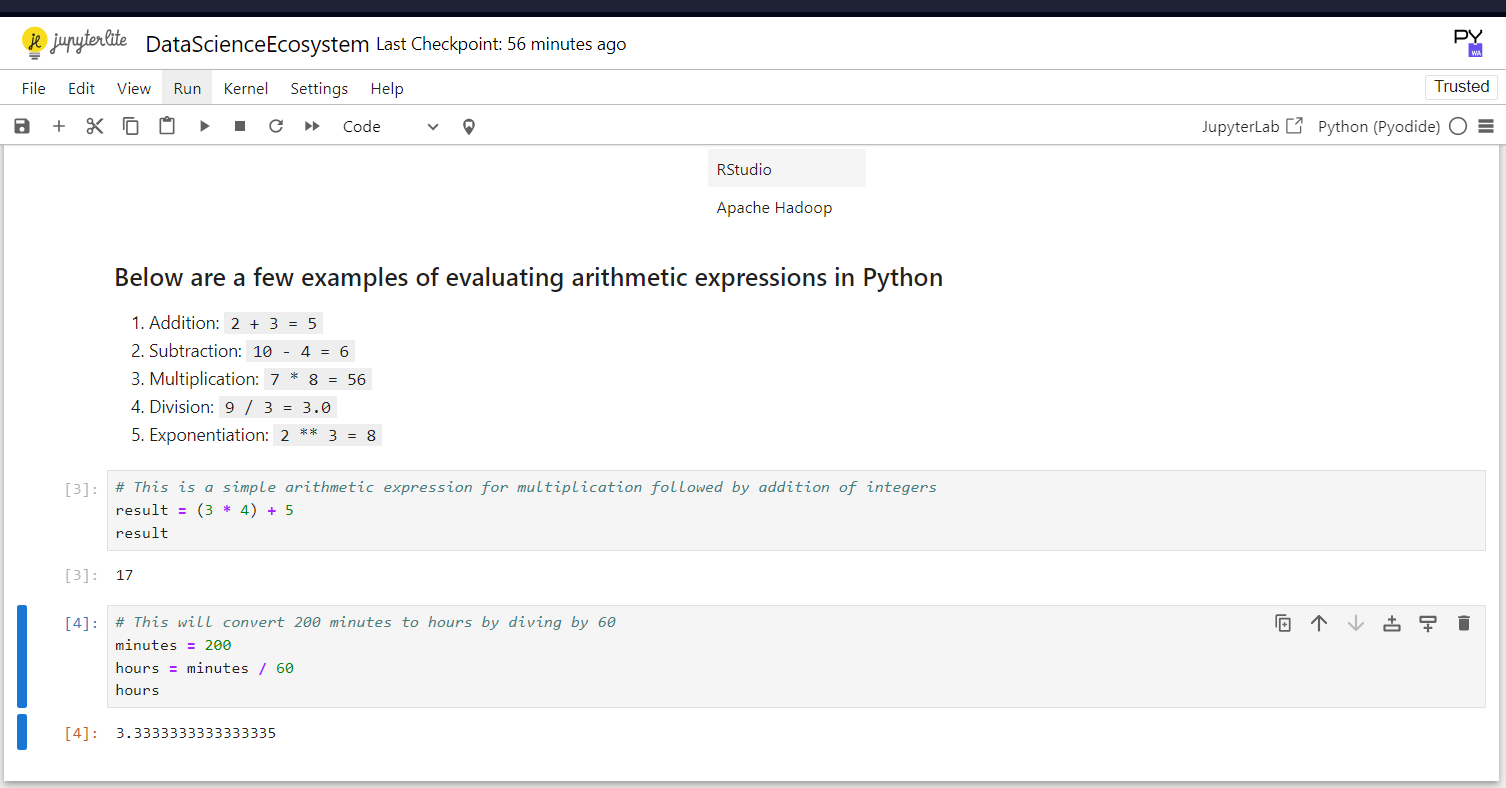 je jupyterlite DataScienceEcosystem Last Checkpoint: 56 minutes ago PY WA
File Edit View Run Kernel Settings Help Trusted
Code JupyterLab Python (Pyodide)
RStudio
Apache Hadoop
Below are a few examples of evaluating arithmetic expressions in Python
1. Addition: 2 + 3 = 5
2. Subtraction: 10 - 4 = 6
3. Multiplication: 7 * 8 = 56
4. Division: 9 / 3 = 3.0
5. Exponentiation: 2 ** 3 = 8
[3]: # This is a simple arithmetic expression for multiplication followed by addition of integers
result = (3 * 4) + 5
result
[3]: 17
[4]: # This will convert 200 minutes to hours by diving by 60
minutes = 200
hours = minutes / 60
hours
[4]: 3.3333333333333335